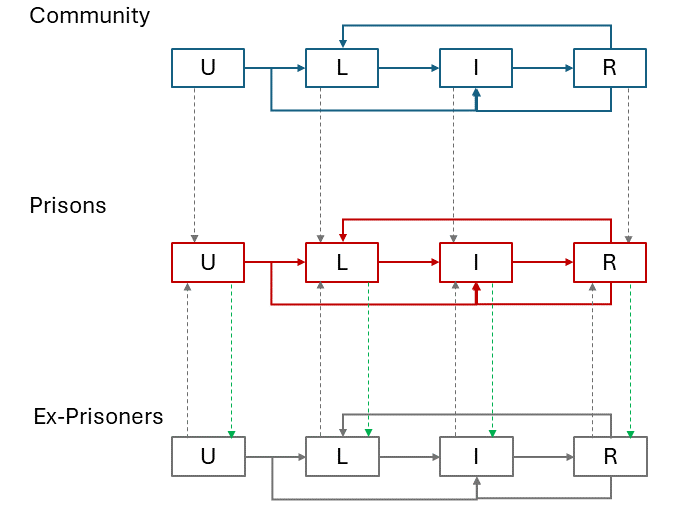 Community
U L I R
Prisons
U L I R
Ex-Prisoners
U L I R